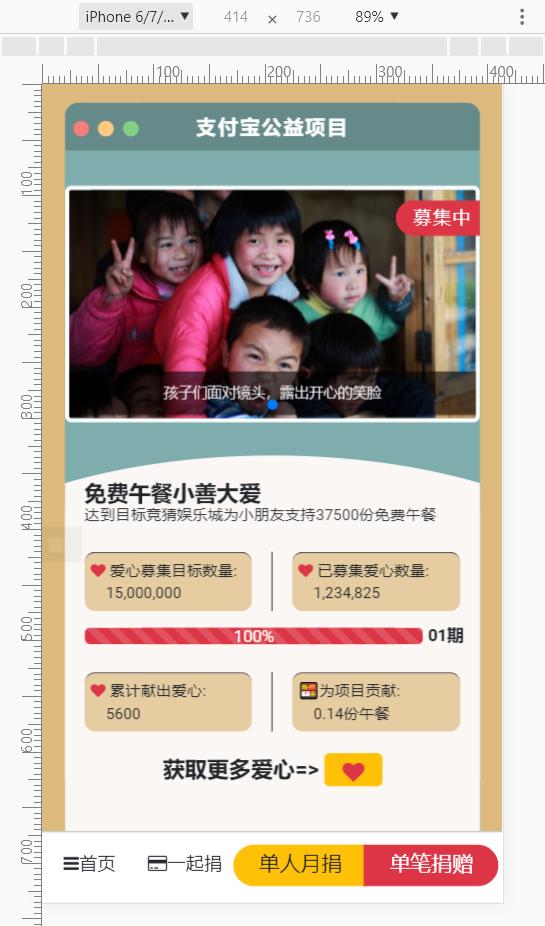 iPhone 6/7/... ▼ 414 × 736 89% ▼
100 200 300 400
100
200
300
400
500
600
700
支付宝公益项目
募集中
孩子们面对镜头，露出开心的笑脸
免费午餐小善大爱
达到目标竞猜娱乐城为小朋友支持37500份免费午餐
爱心募集目标数量: 已募集爱心数量:
15,000,000 1,234,825
100% 01期
累计献出爱心: 为项目贡献:
5600 0.14份午餐
获取更多爱心=>
首页 一起捐 单人月捐 单笔捐赠